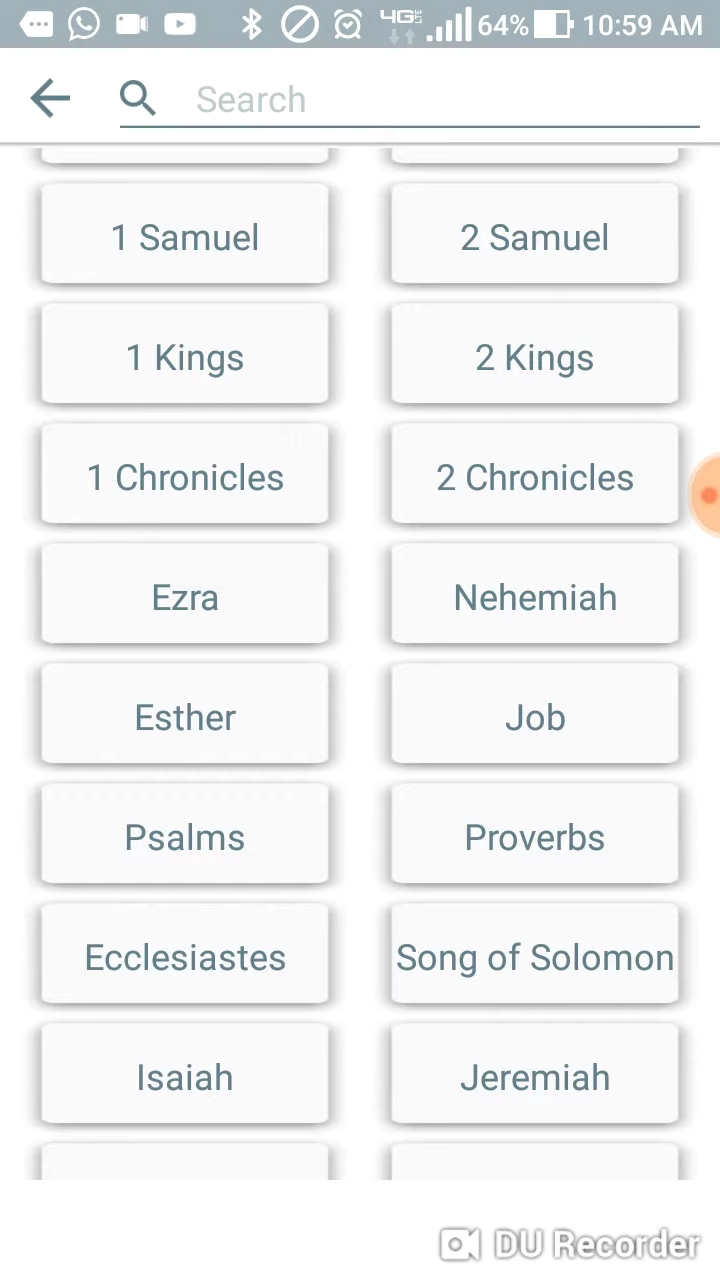 4G LTE 64% 10:59 AM
Search
1 Samuel 2 Samuel
1 Kings 2 Kings
1 Chronicles 2 Chronicles
Ezra Nehemiah
Esther Job
Psalms Proverbs
Ecclesiastes Song of Solomon
Isaiah Jeremiah
DU Recorder